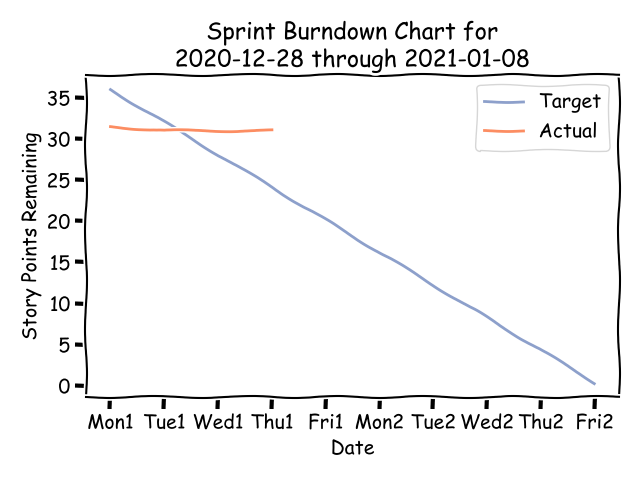 Sprint Burndown Chart for
2020-12-28 through 2021-01-08
Target
Actual
Story Points Remaining
35
30
25
20
15
10
5
0
Mon1 Tue1 Wed1 Thu1 Fri1 Mon2 Tue2 Wed2 Thu2 Fri2
Date